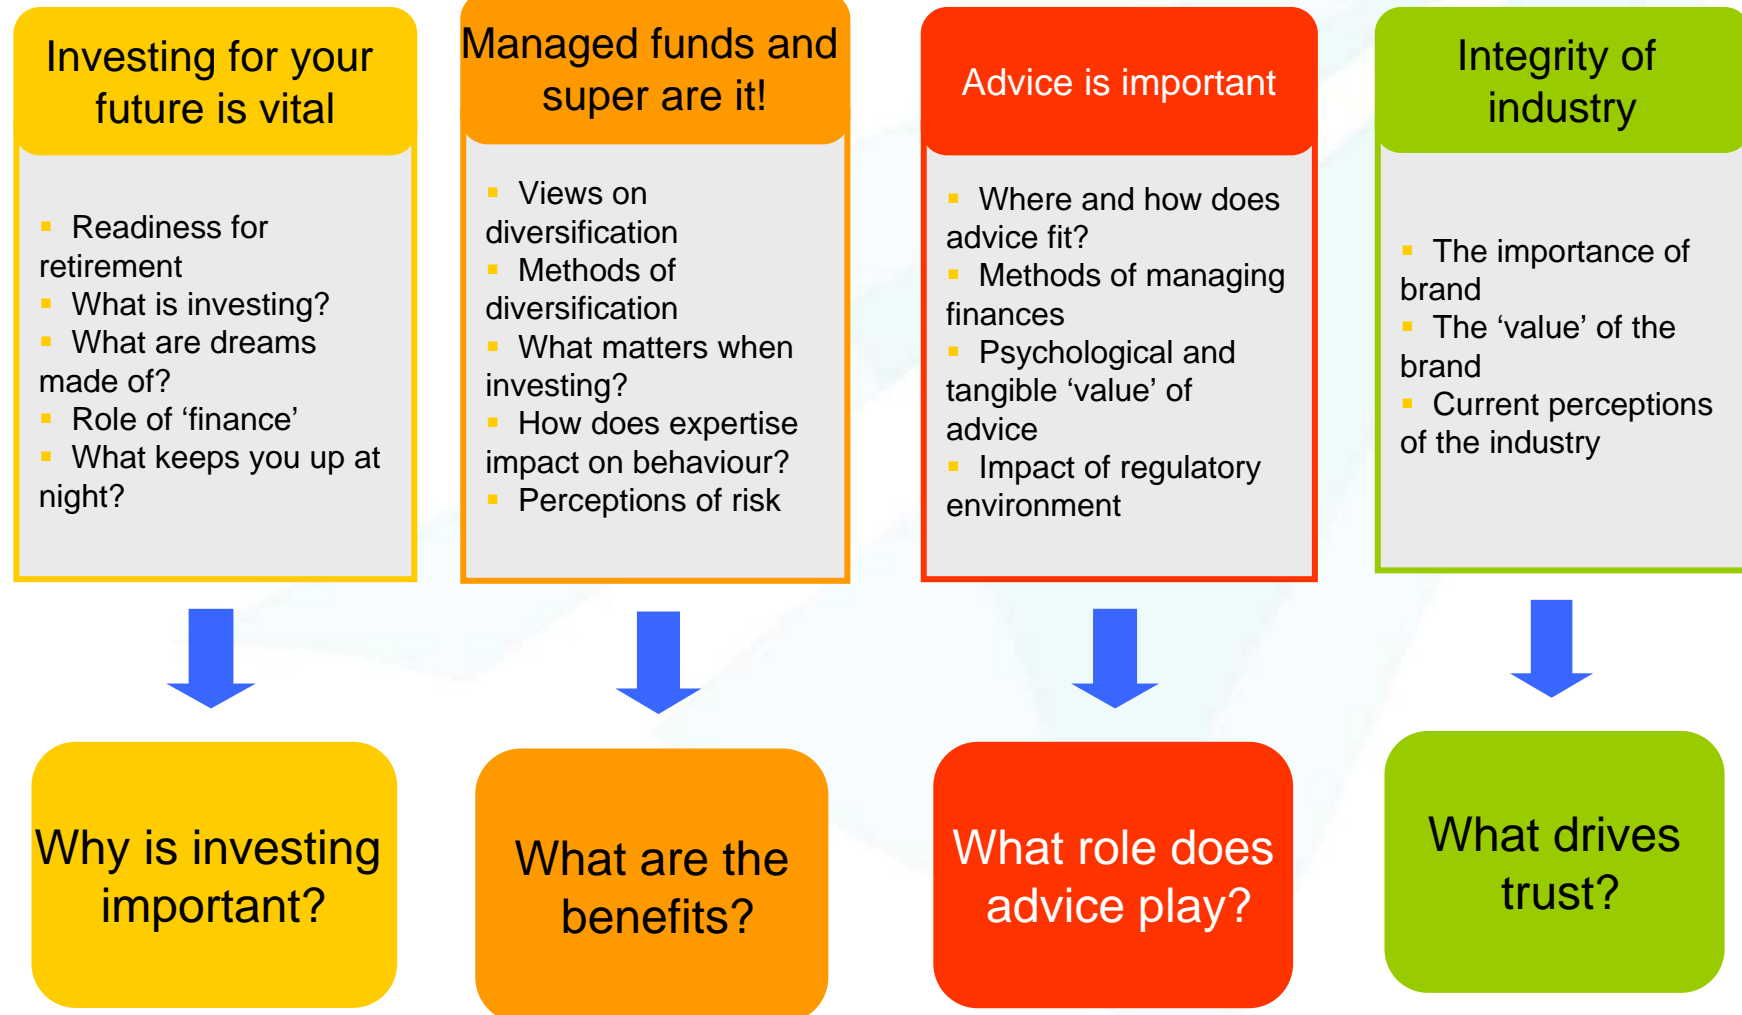 Investing for your
future is vital
▪ Readiness for
retirement
▪ What is investing?
▪ What are dreams
made of?
▪ Role of ‘finance’
▪ What keeps you up at
night?
Why is investing
important?
Managed funds and
super are it!
▪ Views on
diversification
▪ Methods of
diversification
▪ What matters when
investing?
▪ How does expertise
impact on behaviour?
▪ Perceptions of risk
What are the
benefits?
Advice is important
▪ Where and how does
advice fit?
▪ Methods of managing
finances
▪ Psychological and
tangible ‘value’ of
advice
▪ Impact of regulatory
environment
What role does
advice play?
Integrity of
industry
▪ The importance of
brand
▪ The ‘value’ of the
brand
▪ Current perceptions
of the industry
What drives
trust?